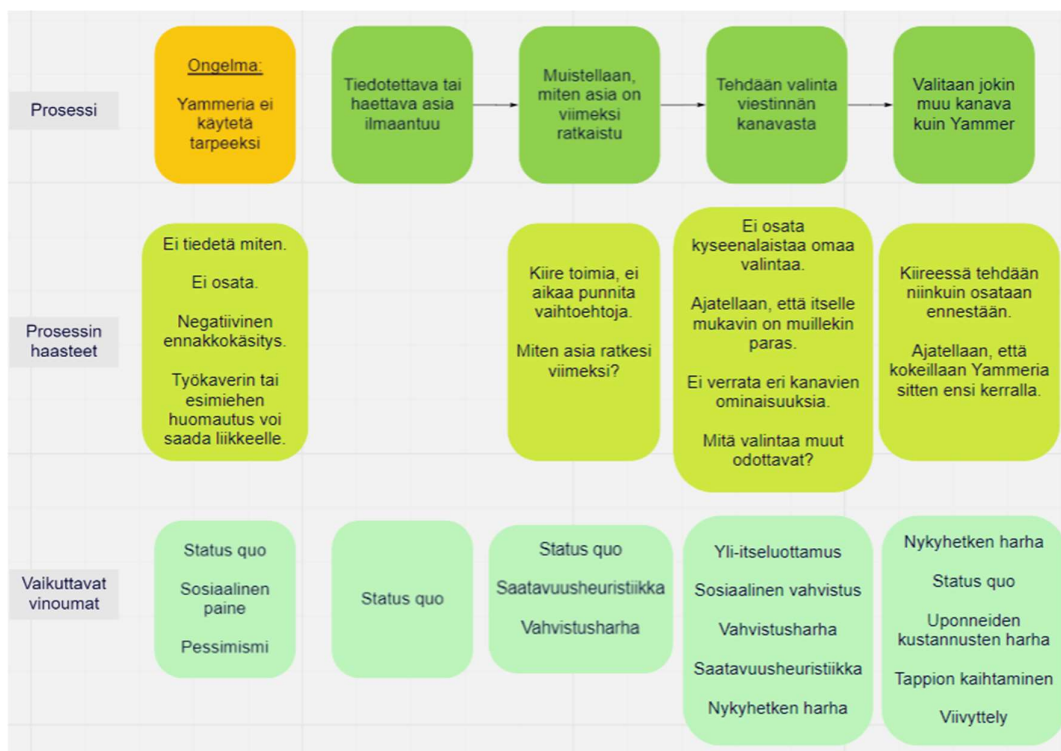 Prosessi
Ongelma:
Yammeria ei
käytetä
tarpeeksi
Tiedotettava tai
haettava asia
ilmaantuu
Muistellaan,
miten asia on
viimeksi
ratkaistu
Tehdään valinta
viestinnän
kanavasta
Valitaan jokin
muu kanava
kuin Yammer
Prosessin
haasteet
Ei tiedetä miten.
Ei osata.
Negatiivinen
ennakkokäsitys.
Työkaverin tai
esimiehen
huomautus voi
saada liikkeelle.
Kiire toimia, ei
aikaa punnita
vaihtoehtoja.
Miten asia ratkesi
viimeksi?
Ei osata
kyseenalaistaa omaa
valintaa.
Ajatellaan, että itselle
mukavin on muillekin
paras.
Ei verrata eri kanavien
ominaisuuksia.
Mitä valintaa muut
odottavat?
Kiireessä tehdään
niinkuin osataan
ennestään.
Ajatellaan, että
kokeillaan Yammeria
sitten ensi kerralla.
Vaikuttavat
vinoumat
Status quo
Sosiaalinen
paine
Pessimismi
Status quo
Status quo
Saatavuusheuristiikka
Vahvistusharha
Yli-itseluottamus
Sosiaalinen vahvistus
Vahvistusharha
Saatavuusheuristiikka
Nykyhetken harha
Nykyhetken harha
Status quo
Uponneiden
kustannusten harha
Tappion kaihtaminen
Viivyttely